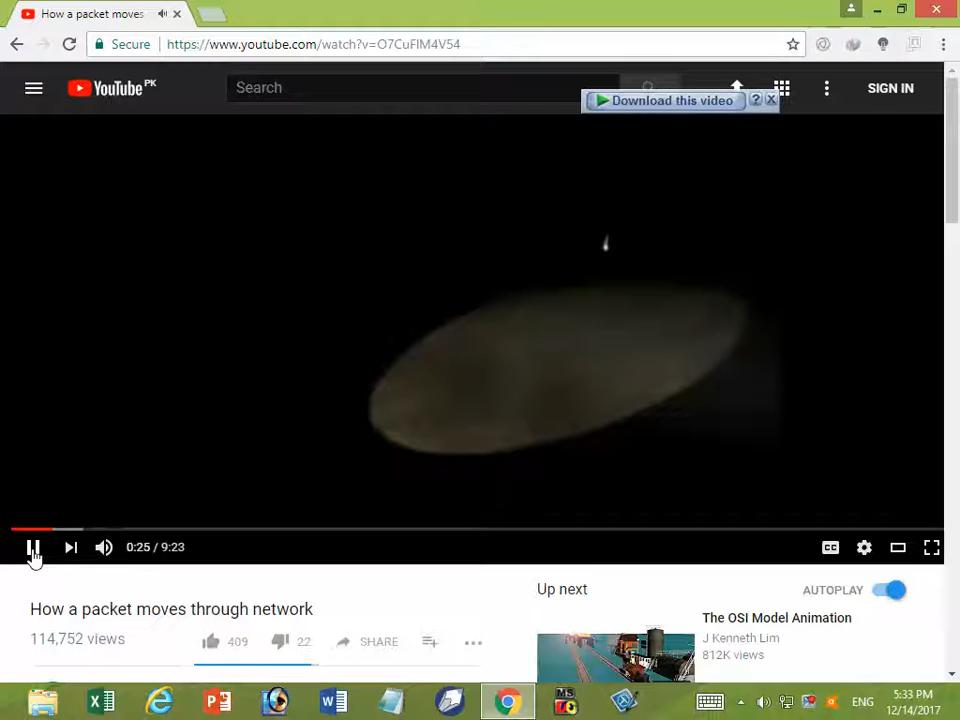 How a packet moves
Secure https://www.youtube.com/watch?v=O7CuFIM4V54
YouTube PK
Search
SIGN IN
Download this video ? X
0:25 / 9:23
CC
How a packet moves through network
114,752 views
409
22
SHARE
Up next
AUTOPLAY
The OSI Model Animation
J Kenneth Lim
812K views
MS
ENG
5:33 PM
12/14/2017